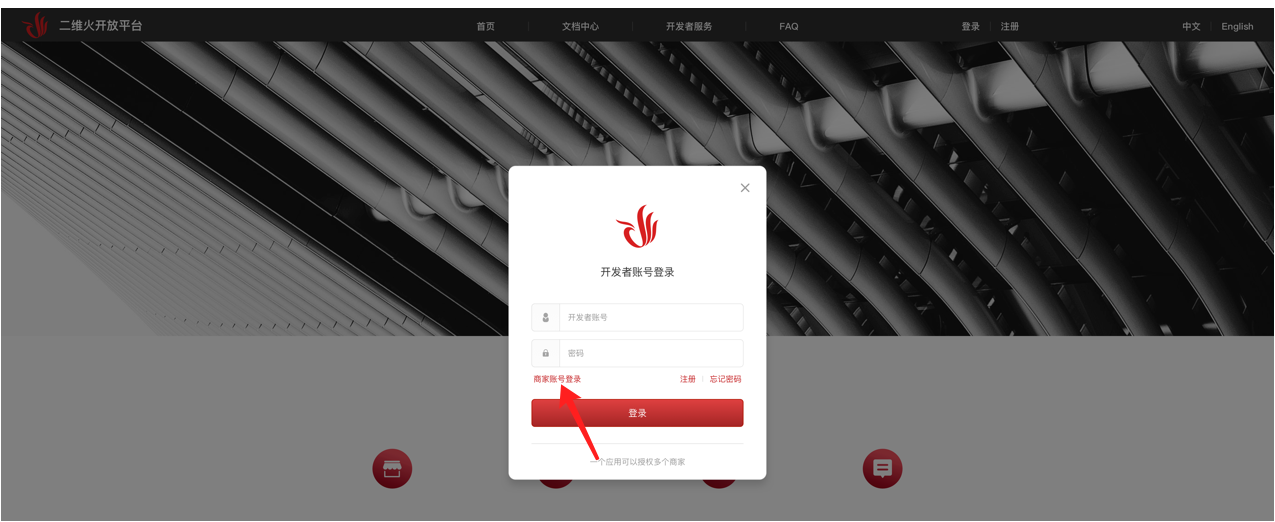 二维火开放平台
首页
文档中心
开发者服务
FAQ
登录
注册
中文
English
开发者账号登录
开发者账号
密码
商家账号登录
注册
忘记密码
登录
一个应用可以授权多个商家